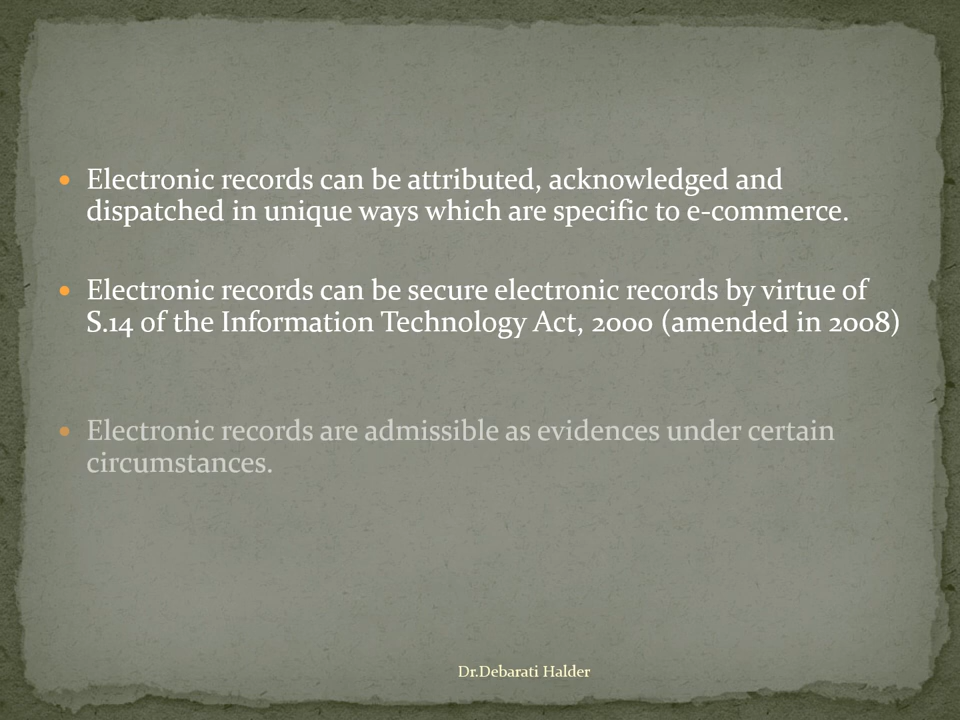 • Electronic records can be attributed, acknowledged and
dispatched in unique ways which are specific to e-commerce.
• Electronic records can be secure electronic records by virtue of
S.14 of the Information Technology Act, 2000 (amended in 2008)
• Electronic records are admissible as evidences under certain
circumstances.
Dr.Debarati Halder